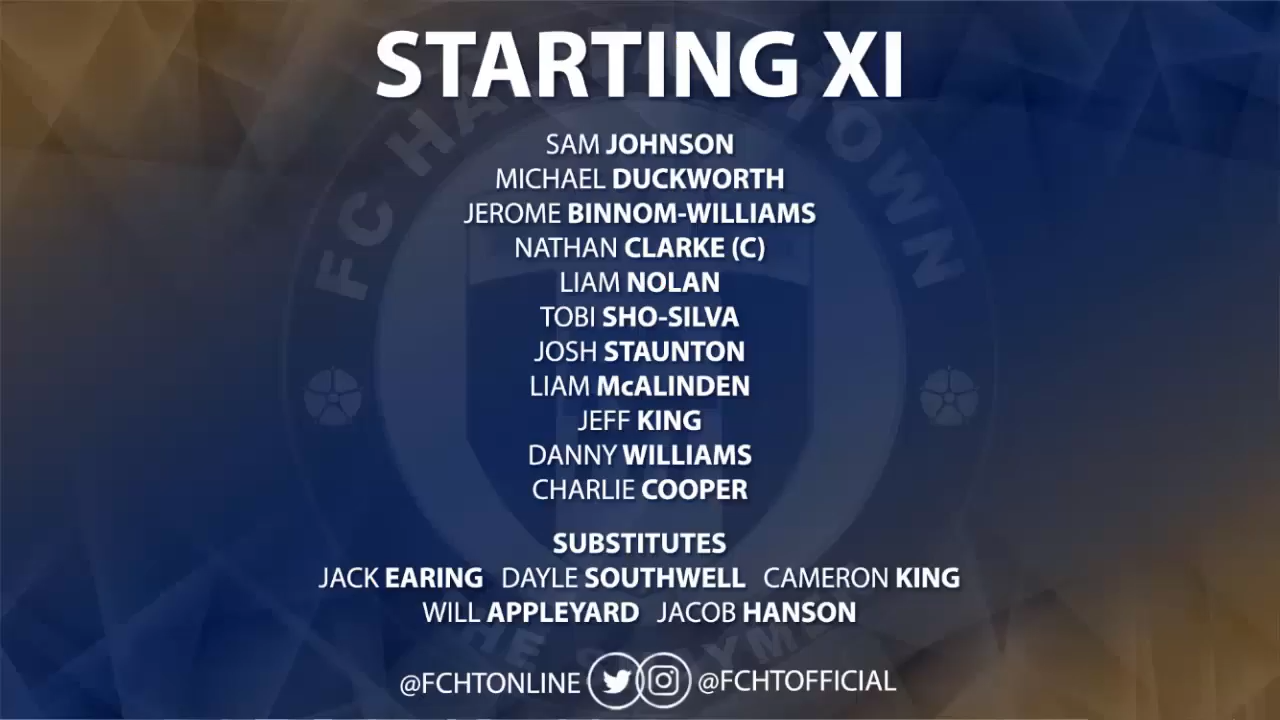 STARTING XI
SAM JOHNSON
MICHAEL DUCKWORTH
JEROME BINNOM-WILLIAMS
NATHAN CLARKE (C)
LIAM NOLAN
TOBI SHO-SILVA
JOSH STAUNTON
LIAM McALINDEN
JEFF KING
DANNY WILLIAMS
CHARLIE COOPER
SUBSTITUTES
JACK EARING DAYLE SOUTHWELL CAMERON KING
WILL APPLEYARD JACOB HANSON
@FCHTONLINE @FCHTOFFICIAL
FC TOWN